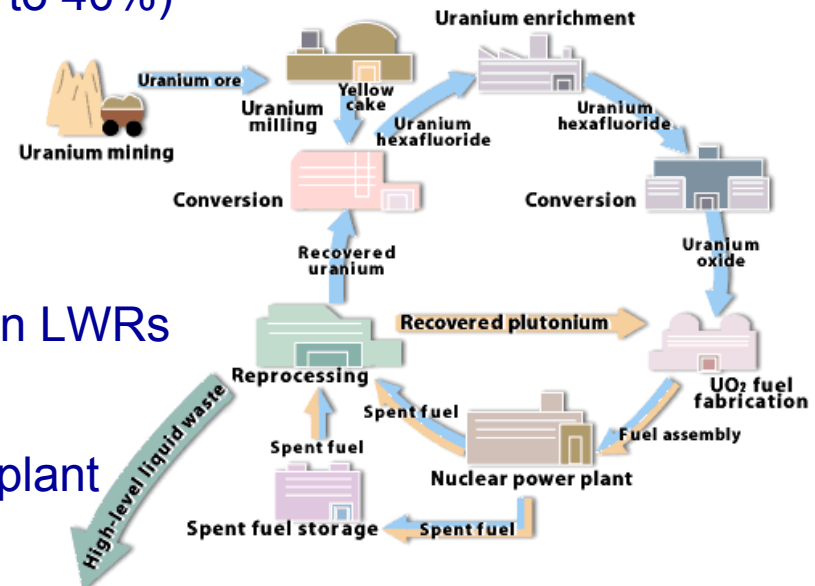 to 40%)
Uranium enrichment
Uranium ore
Yellow
cake
Uranium
milling
Uranium
hexafluoride
Uranium
hexafluoride
Uranium mining
Conversion
Conversion
Recovered
uranium
Uranium
oxide
n LWRs
Recovered plutonium
Reprocessing
UO₂ fuel
fabrication
Spent fuel
Fuel assembly
High-level liquid waste
Spent fuel
plant
Nuclear power plant
Spent fuel storage
Spent fuel